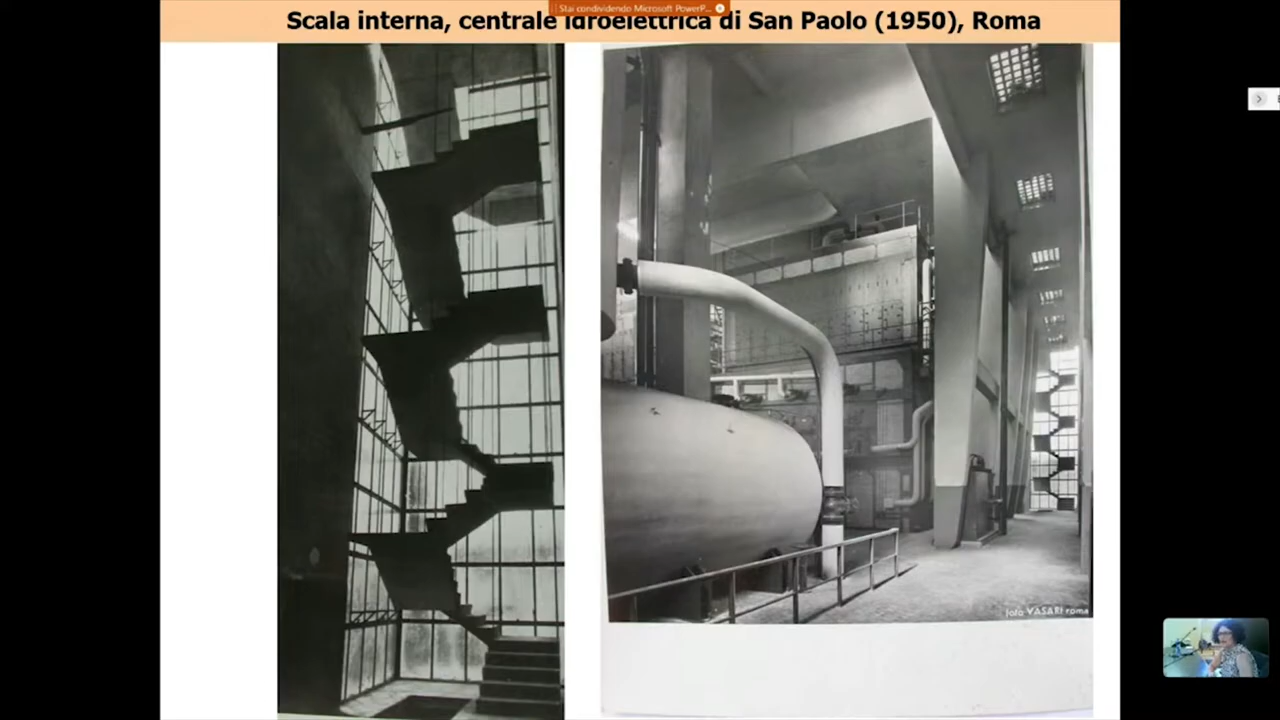 Stai condividendo Microsoft PowerP...
Scala interna, centrale idroelettrica di San Paolo (1950), Roma
foto VASARI roma